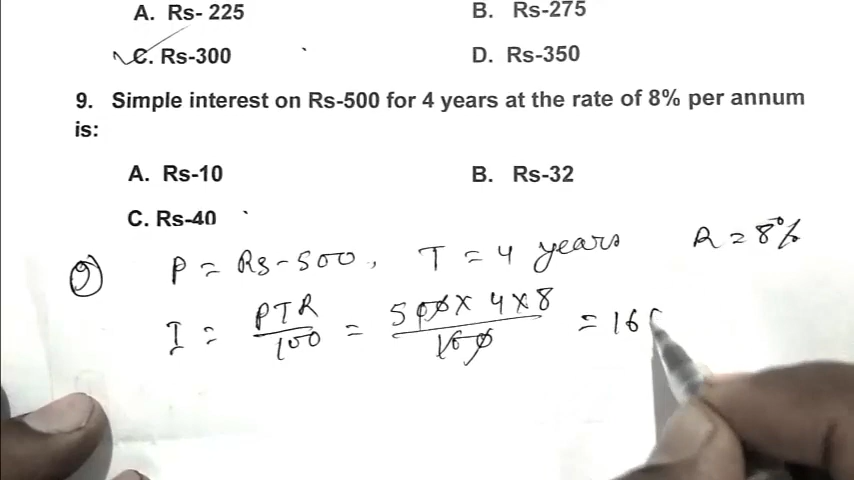 A. Rs- 225 B. Rs-275
C. Rs-300 D. Rs-350
9. Simple interest on Rs-500 for 4 years at the rate of 8% per annum
is:
A. Rs-10 B. Rs-32
C. Rs-40
9) P = Rs-500, T = 4 years R = 8%
I = PTR/100 = 500 x 4 x 8/100 = 160